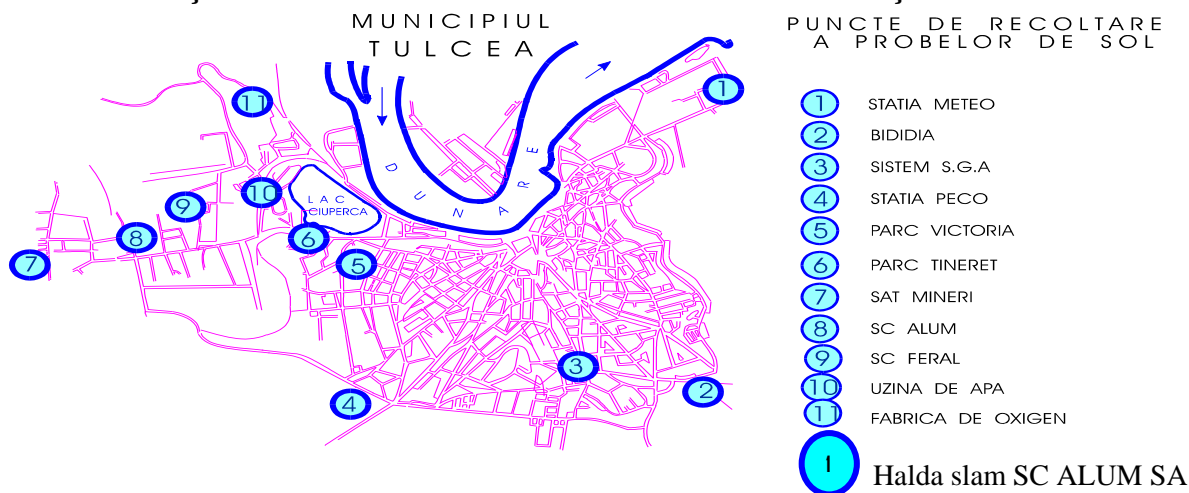 MUNICIPIUL
TULCEA
PUNCTE DE RECOLTARE
A PROBELOR DE SOL
1 STATIA METEO
2 BIDIDIA
3 SISTEM S.G.A
4 STATIA PECO
5 PARC VICTORIA
6 PARC TINERET
7 SAT MINERI
8 SC ALUM
9 SC FERAL
10 UZINA DE APA
11 FABRICA DE OXIGEN
1 Halda slam SC ALUM SA
DUNARE
LAC
CIUPERCA
1
11
10
9
8
7
6
5
3
2
4